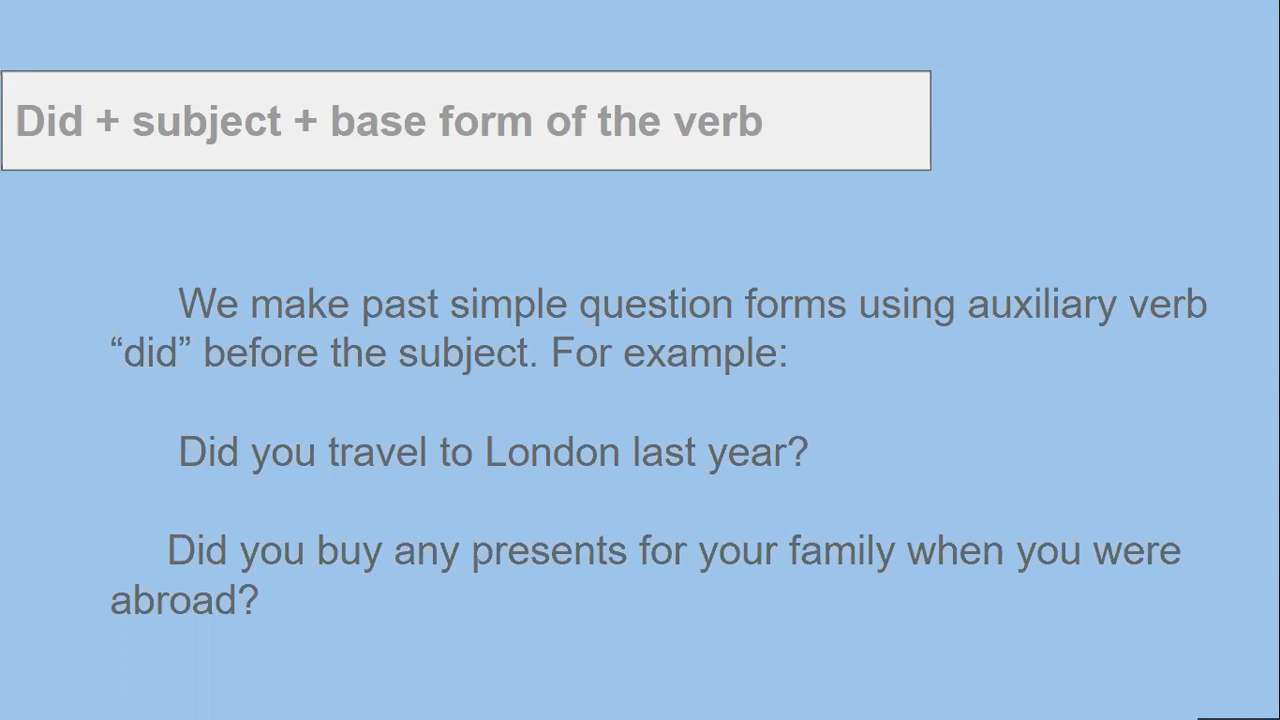 Did + subject + base form of the verb
We make past simple question forms using auxiliary verb
“did” before the subject. For example:
Did you travel to London last year?
Did you buy any presents for your family when you were
abroad?